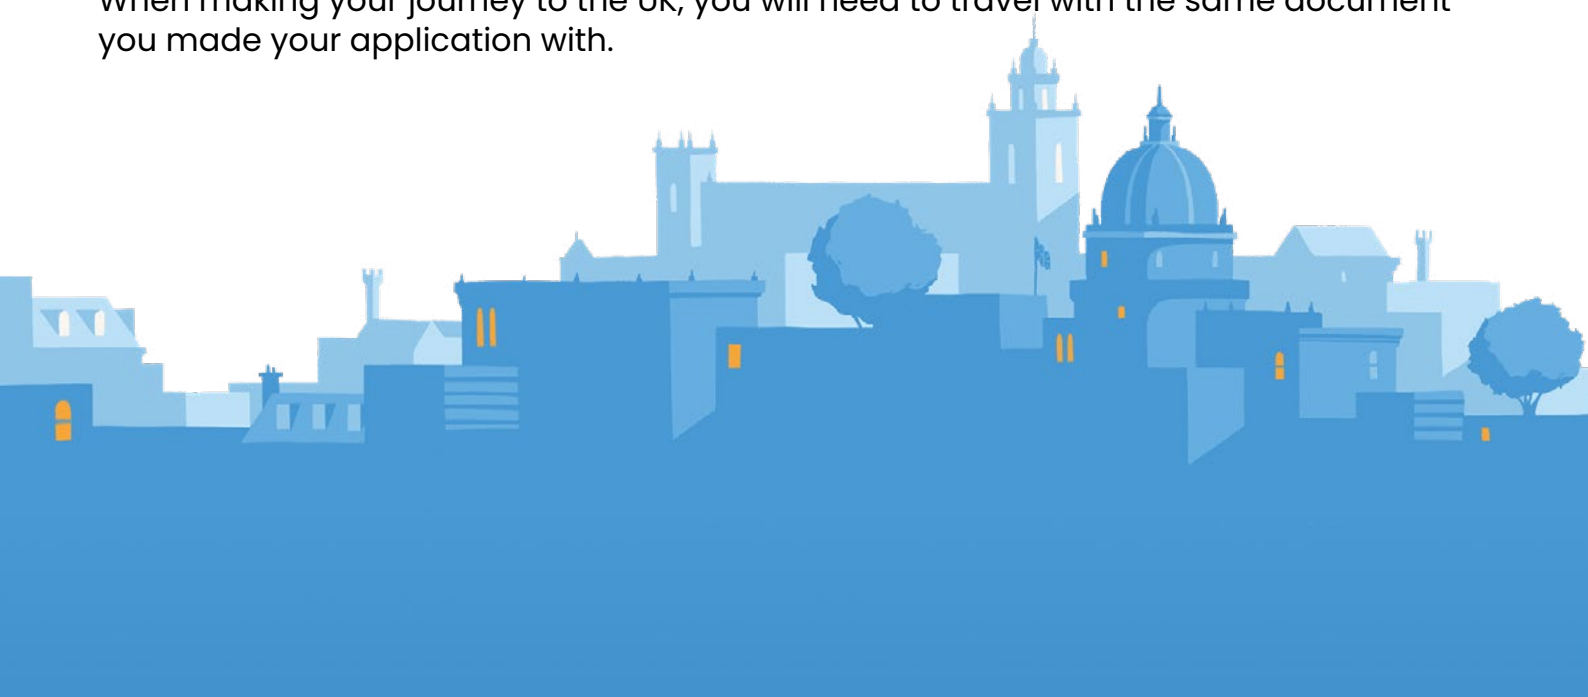 When making your journey to the UK, you will need to travel with the same document
you made your application with.